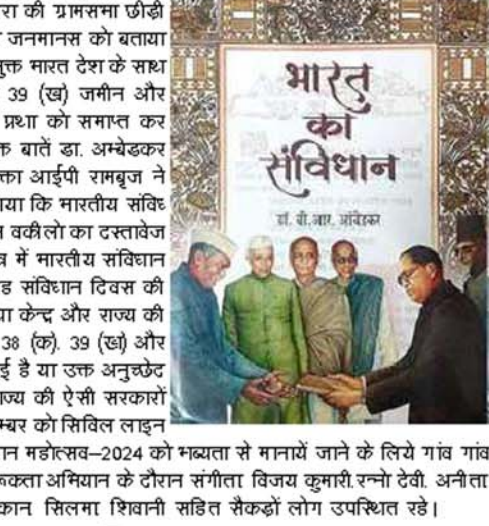 रा की ग्रामसभा छीड़ी
जनमानस को बताया
मुक्त भारत देश के साथ
39 (ख) जमीन और
प्रथा को समाप्त कर
क्त बातें डा. अम्बेडकर
क्ता आईपी रामबृज ने
ाया कि भारतीय संविध
वकीलो का दस्तावेज
में भारतीय संविधान
ड संविधान दिवस की
या केन्द्र और राज्य की
38 (क). 39 (खा) और
ई है या उक्त अनुच्छेद
ाज्य की ऐसी सरकारों
म्बर को सिविल लाइन
भारत
का
संविधान
डॉ. बी.आर. आंबेडकर
ान महोत्सव–2024 को भव्यता से मानायें जाने के लिये गांव गांव
रूकता अभियान के दौरान संगीता विजय कुमारी. रन्नो देवी. अनीता
कान सिलमा शिवानी सहित सैकड़ों लोग उपस्थित रहे।